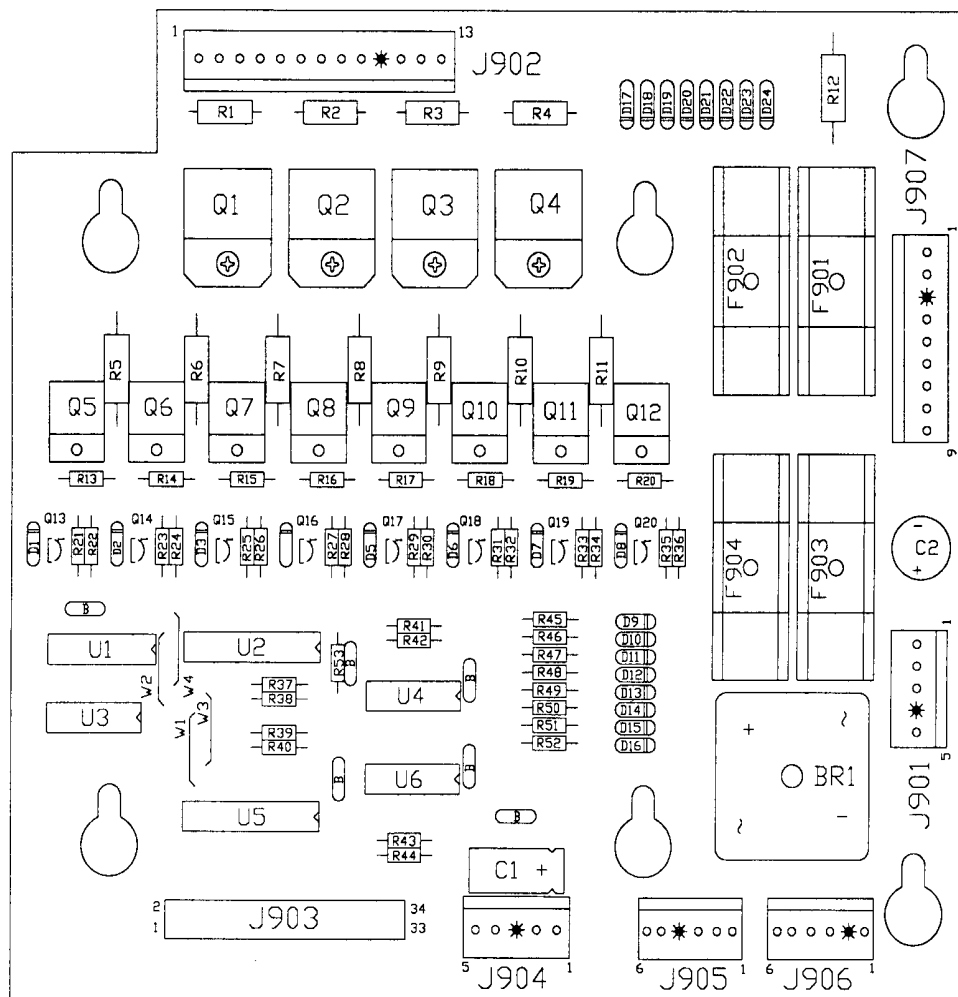 1 13
J902
R1 R2 R3 R4
D17 D18 D19 D20 D21 D22 D23 D24
R12
J907
1
9
Q1 Q2 Q3 Q4
F902 F901
R5 R6 R7 R8 R9 R10 R11
Q5 Q6 Q7 Q8 Q9 Q10 Q11 Q12
R13 R14 R15 R16 R17 R18 R19 R20
Q13 Q14 Q15 Q16 Q17 Q18 Q19 Q20
D1 R21 R22 D2 R23 R24 D3 R25 R26 R27 R28 D5 R29 R30 D6 R31 R32 D7 R33 R34 D8 R35 R36
F904 F903
-
C2
+
B
U1 U2
W2 W4
R53
B
R41
R42
B
R45 D9
R46 D10
R47 D11
R48 D12
R49 D13
R50 D14
R51 D15
R52 D16
1
5
J901
U3
W1 W3
R37
R38
R39
R40
U4
U5
B
U6
B
+ ~
BR1
~ -
B
R43
R44
C1 +
2 34
J903
1 33
5 1
J904
6 1
J905
6 1
J906